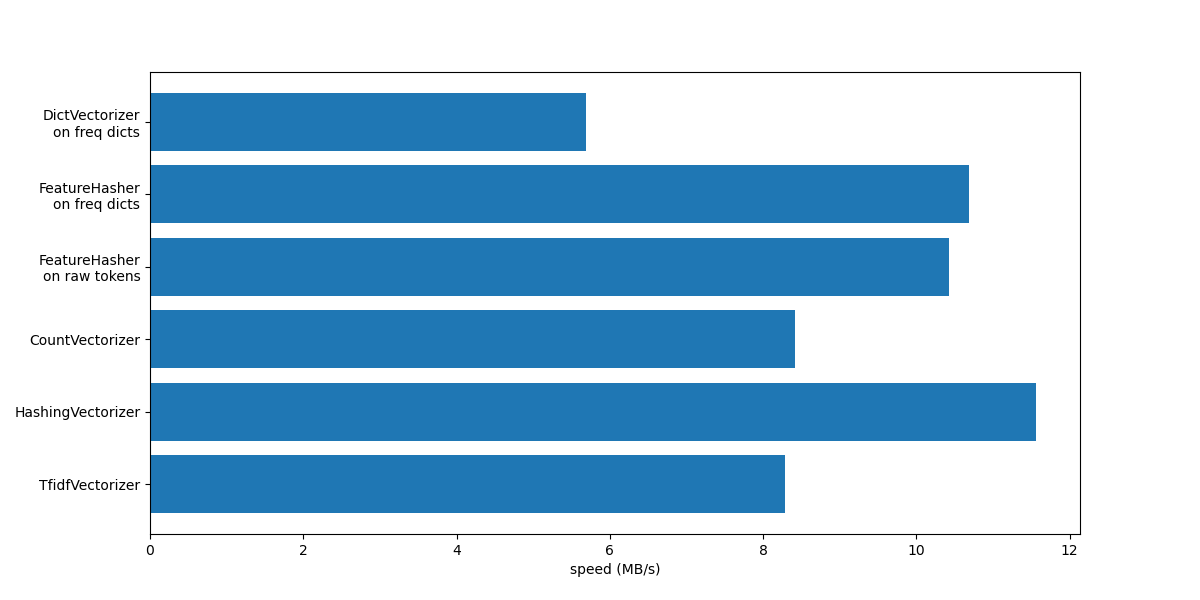 DictVectorizer
on freq dicts
FeatureHasher
on freq dicts
FeatureHasher
on raw tokens
CountVectorizer
HashingVectorizer
TfidfVectorizer
0 2 4 6 8 10 12
speed (MB/s)